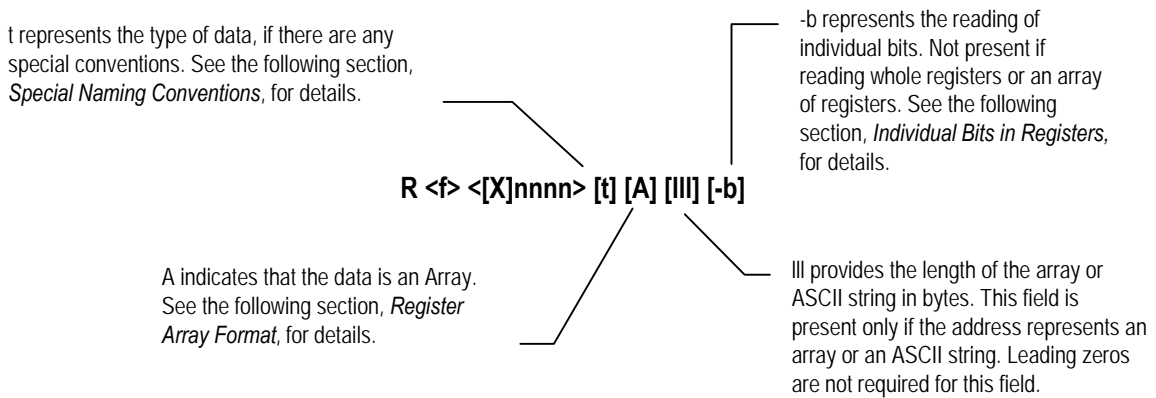 t represents the type of data, if there are any
special conventions. See the following section,
Special Naming Conventions, for details.
-b represents the reading of
individual bits. Not present if
reading whole registers or an array
of registers. See the following
section, Individual Bits in Registers,
for details.
R <f> <[X]nnnn> [t] [A] [lll] [-b]
A indicates that the data is an Array.
See the following section, Register
Array Format, for details.
lll provides the length of the array or
ASCII string in bytes. This field is
present only if the address represents an
array or an ASCII string. Leading zeros
are not required for this field.